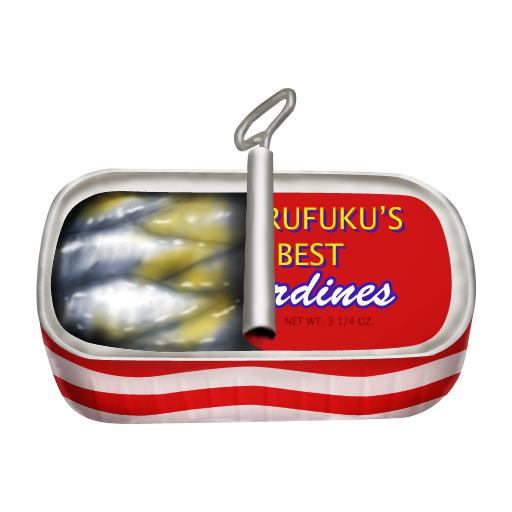 RUFUKU'S
BEST
rdines
NET WT. 3 1/4 OZ.